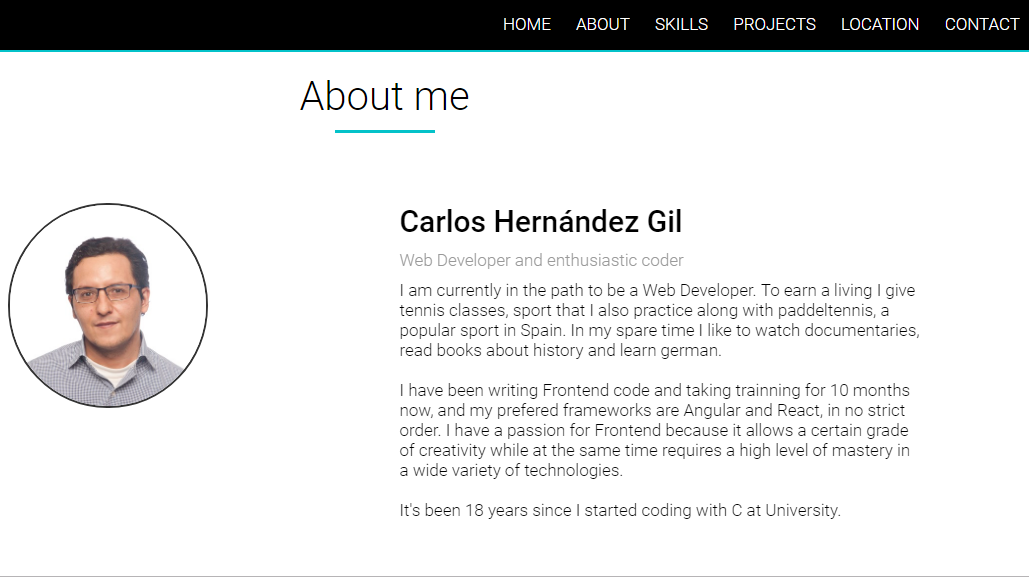 HOME ABOUT SKILLS PROJECTS LOCATION CONTACT
About me
Carlos Hernández Gil
Web Developer and enthusiastic coder
I am currently in the path to be a Web Developer. To earn a living I give
tennis classes, sport that I also practice along with paddeltennis, a
popular sport in Spain. In my spare time I like to watch documentaries,
read books about history and learn german.
I have been writing Frontend code and taking trainning for 10 months
now, and my prefered frameworks are Angular and React, in no strict
order. I have a passion for Frontend because it allows a certain grade
of creativity while at the same time requires a high level of mastery in
a wide variety of technologies.
It's been 18 years since I started coding with C at University.